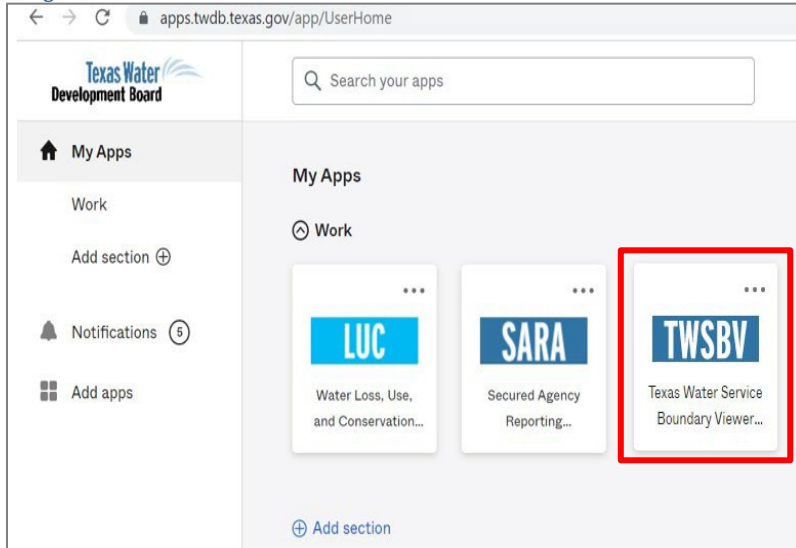 apps.twdb.texas.gov/app/UserHome
Texas Water
Development Board
Search your apps
My Apps
Work
Add section
Notifications 5
Add apps
My Apps
Work
LUC
Water Loss, Use,
and Conservation...
SARA
Secured Agency
Reporting...
TWSBV
Texas Water Service
Boundary Viewer...
Add section